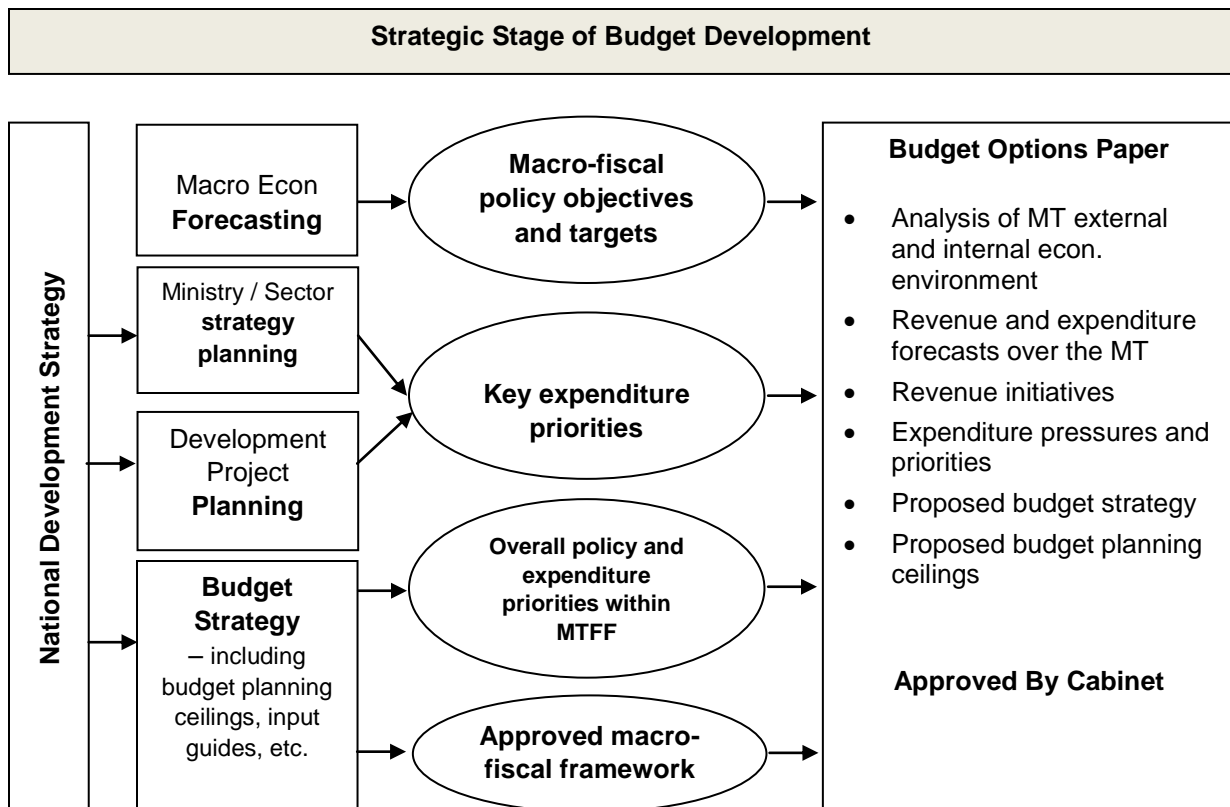 Strategic Stage of Budget Development
National Development Strategy
Macro Econ
Forecasting
Ministry / Sector
strategy
planning
Development
Project
Planning
Budget
Strategy
– including
budget planning
ceilings, input
guides, etc.
Macro-fiscal
policy objectives
and targets
Key expenditure
priorities
Overall policy and
expenditure
priorities within
MTFF
Approved macro-
fiscal framework
Budget Options Paper
• Analysis of MT external
and internal econ.
environment
• Revenue and expenditure
forecasts over the MT
• Revenue initiatives
• Expenditure pressures and
priorities
• Proposed budget strategy
• Proposed budget planning
ceilings
Approved By Cabinet